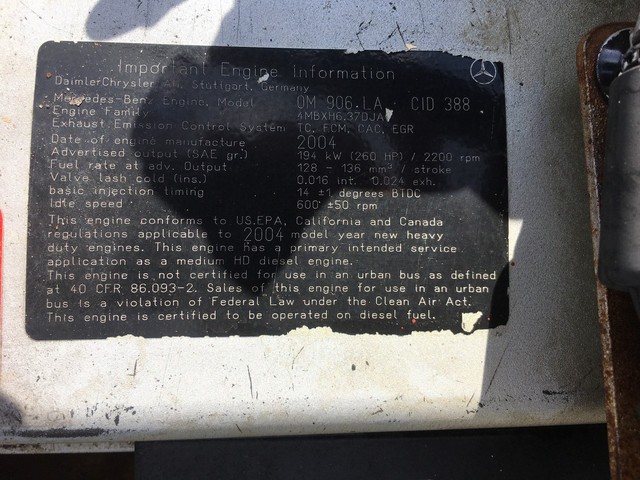 Important Engine Information
DaimlerChrysler AG, Stuttgart, Germany
Mercedes-Benz Engine, Model OM 906 LA CID 388
Engine Family 4MBXH6.37DJA
Exhaust Emission Control System TC, ECM, CAC, EGR
Date of engine manufacture 2004
Advertised output (SAE gr.) 194 kW (260 HP) / 2200 rpm
Fuel rate at adv. Output 128 - 136 mm³ / stroke
Valve lash cold (ins.) 0.016 int. 0.024 exh.
basic injection timing 14 ±1 degrees BTDC
Idle speed 600 ±50 rpm
This engine conforms to US.EPA, California and Canada
regulations applicable to 2004 model year new heavy
duty engines. This engine has a primary intended service
application as a medium HD diesel engine.
This engine is not certified for use in an urban bus as defined
at 40 CFR 86.093-2. Sales of this engine for use in an urban
bus is a violation of Federal Law under the Clean Air Act.
This engine is certified to be operated on diesel fuel.